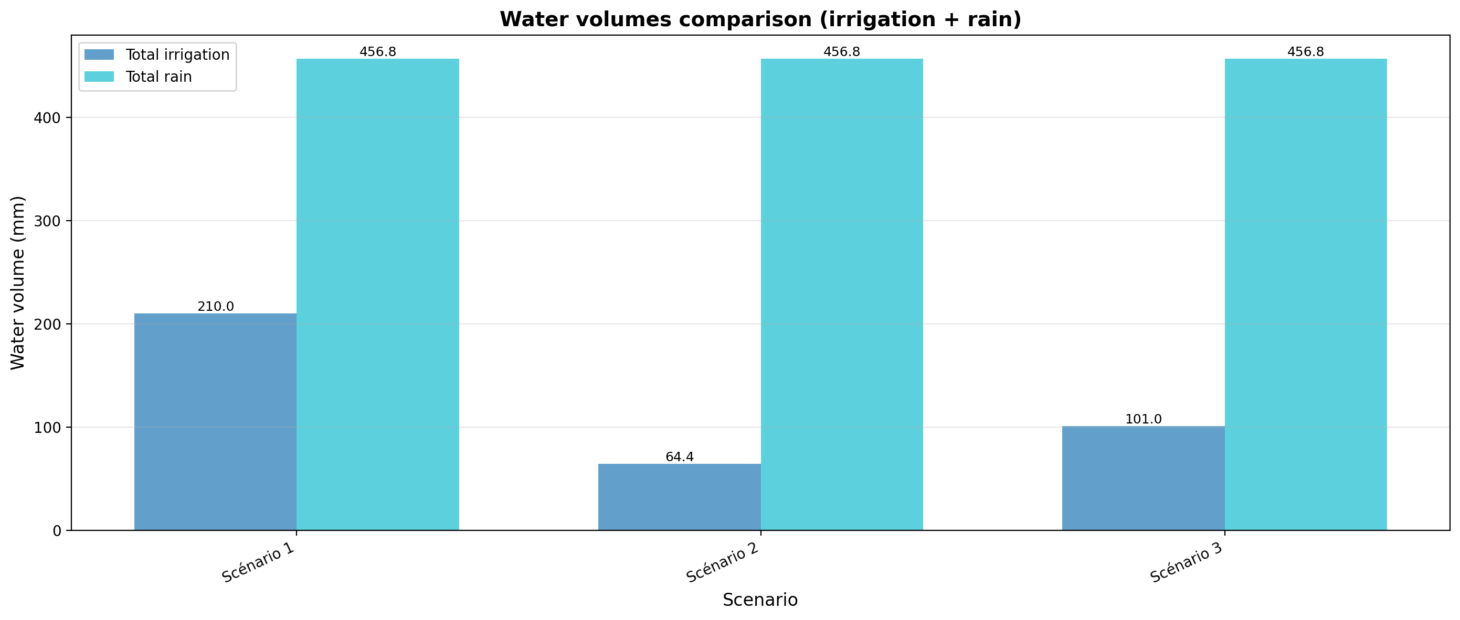 Water volumes comparison (irrigation + rain)
Total irrigation
Total rain
456.8
456.8
456.8
400
300
210.0
200
101.0
100
64.4
0
Water volume (mm)
Scénario 1
Scénario 2
Scénario 3
Scenario